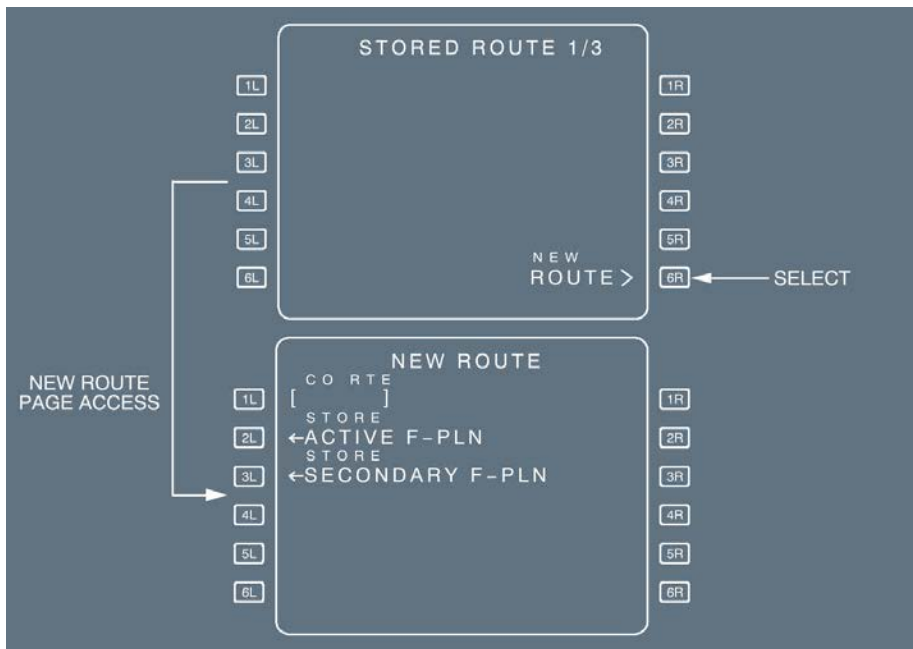 STORED ROUTE 1/3
1L 1R
2L 2R
3L 3R
4L 4R
5L 5R
NEW
6L ROUTE> 6R SELECT
NEW ROUTE
PAGE ACCESS
NEW ROUTE
CO RTE
1L [ ] 1R
STORE
2L ←ACTIVE F-PLN 2R
STORE
3L ←SECONDARY F-PLN 3R
4L 4R
5L 5R
6L 6R